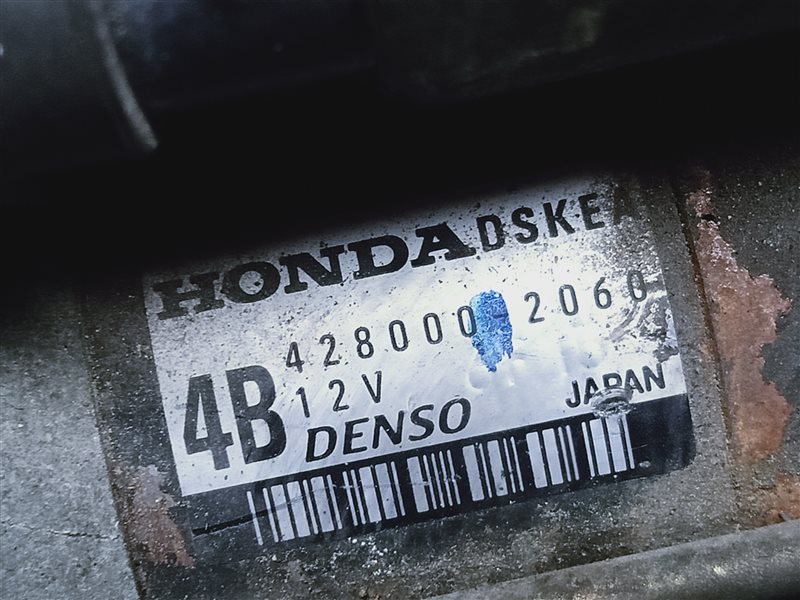 HONDA DSKEA
428000 2060
4B 12V
DENSO JAPAN